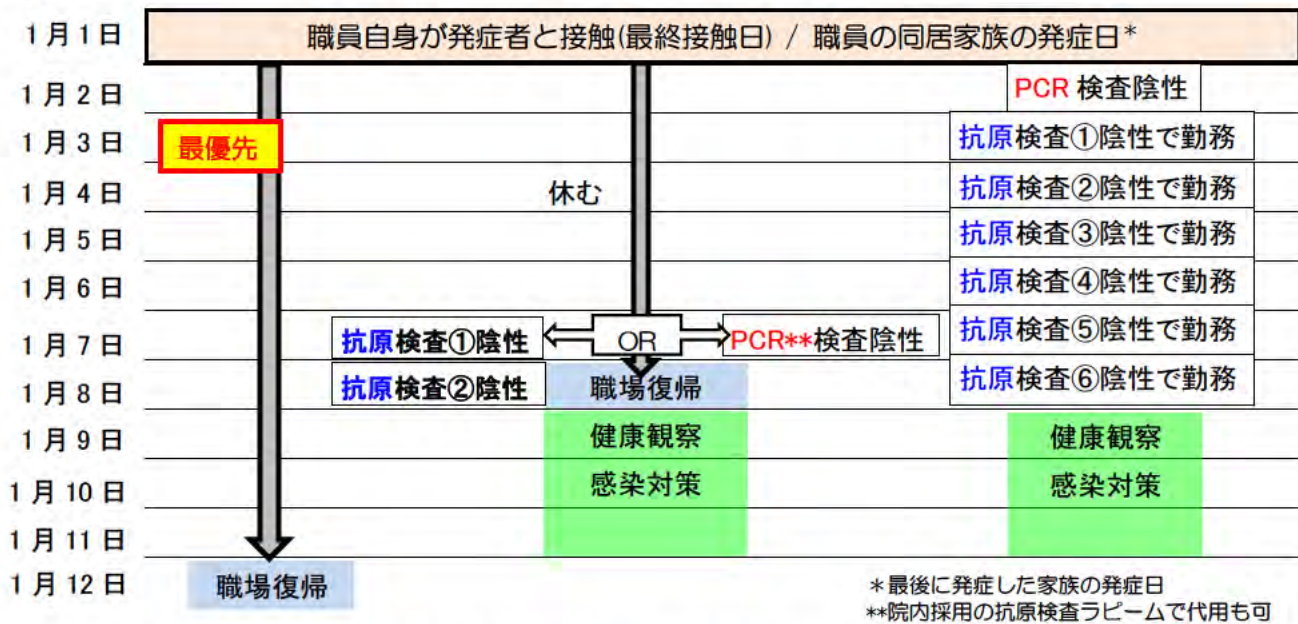 1月1日 職員自身が発症者と接触(最終接触日) / 職員の同居家族の発症日*
1月2日 PCR 検査陰性
1月3日 最優先 抗原検査①陰性で勤務
1月4日 休む 抗原検査②陰性で勤務
1月5日 抗原検査③陰性で勤務
1月6日 抗原検査④陰性で勤務
1月7日 抗原検査①陰性 OR PCR**検査陰性 抗原検査⑤陰性で勤務
1月8日 抗原検査②陰性 職場復帰 抗原検査⑥陰性で勤務
1月9日 健康観察 健康観察
1月10日 感染対策 感染対策
1月11日
1月12日 職場復帰
*最後に発症した家族の発症日
**院内採用の抗原検査ラピームで代用も可